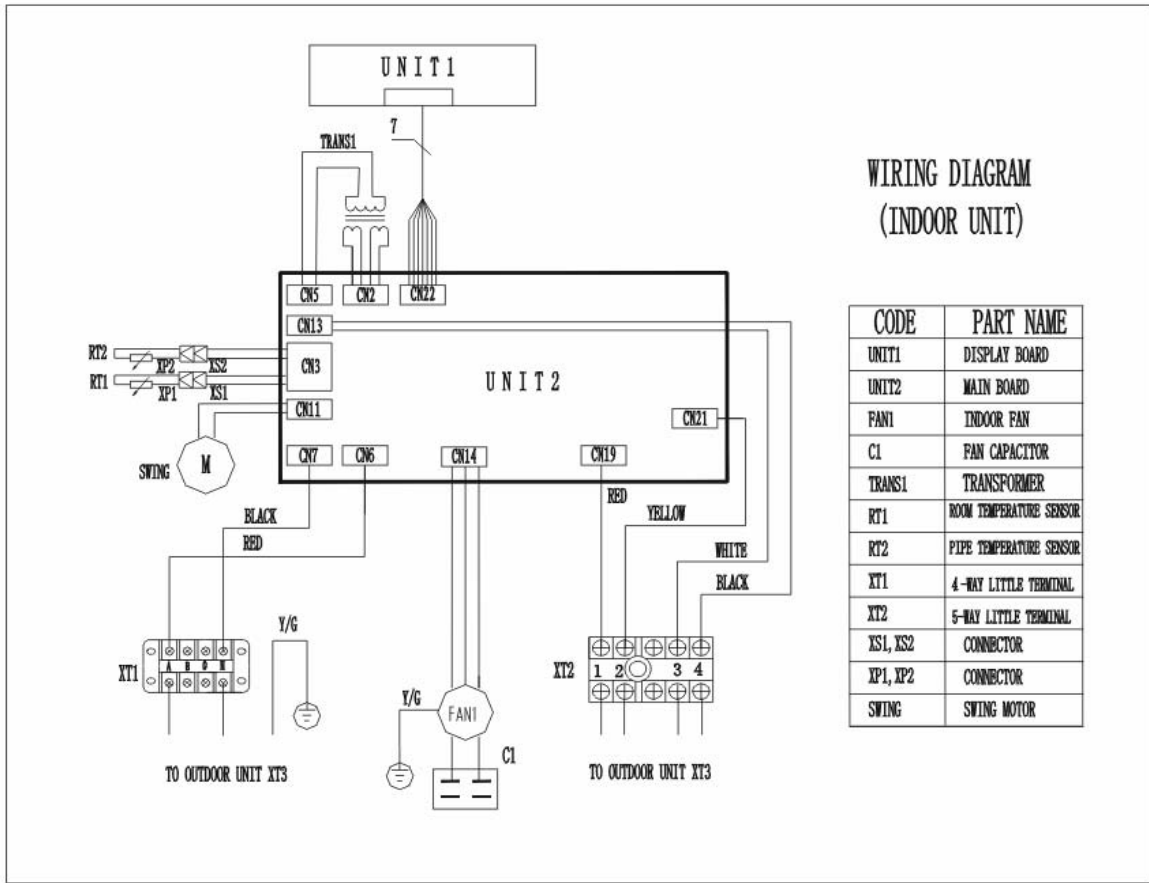 UNIT1
7
TRANS1
WIRING DIAGRAM
(INDOOR UNIT)
CN5
CN2
CN22
CN13
RT2
XP2
XS2
CN3
RT1
XP1
XS1
UNIT2
CN11
CN21
SWING
M
CN7
CN6
CN14
CN19
RED
BLACK
YELLOW
RED
WHITE
BLACK
Y/G
XT1
A
N
XT2
1 2 3 4
Y/G
FAN1
C1
TO OUTDOOR UNIT XT3
TO OUTDOOR UNIT XT3
CODE PART NAME
UNIT1 DISPLAY BOARD
UNIT2 MAIN BOARD
FAN1 INDOOR FAN
C1 FAN CAPACITOR
TRANS1 TRANSFORMER
RT1 ROOM TEMPERATURE SENSOR
RT2 PIPE TEMPERATURE SENSOR
XT1 4-WAY LITTLE TERMINAL
XT2 5-WAY LITTLE TERMINAL
XS1,XS2 CONNECTOR
XP1,XP2 CONNECTOR
SWING SWING MOTOR